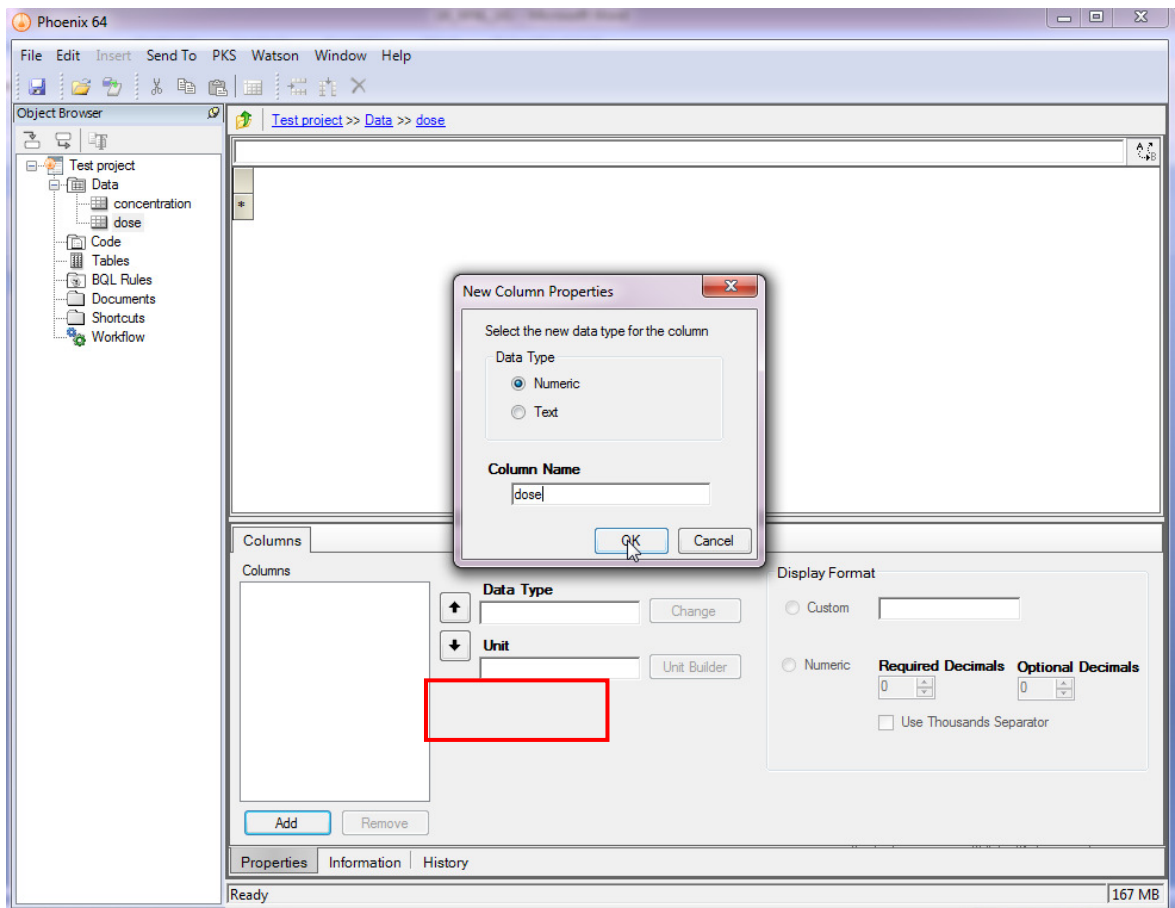 Phoenix 64
File Edit Insert Send To PKS Watson Window Help
Object Browser
Test project >> Data >> dose
Test project
Data
concentration
dose
Code
Tables
BQL Rules
Documents
Shortcuts
Workflow
*
New Column Properties
Select the new data type for the column
Data Type
Numeric
Text
Column Name
dose
OK Cancel
Columns
Columns
Data Type
Change
Unit
Unit Builder
Add Remove
Display Format
Custom
Numeric
Required Decimals Optional Decimals
0 0
Use Thousands Separator
Properties Information History
Ready 167 MB